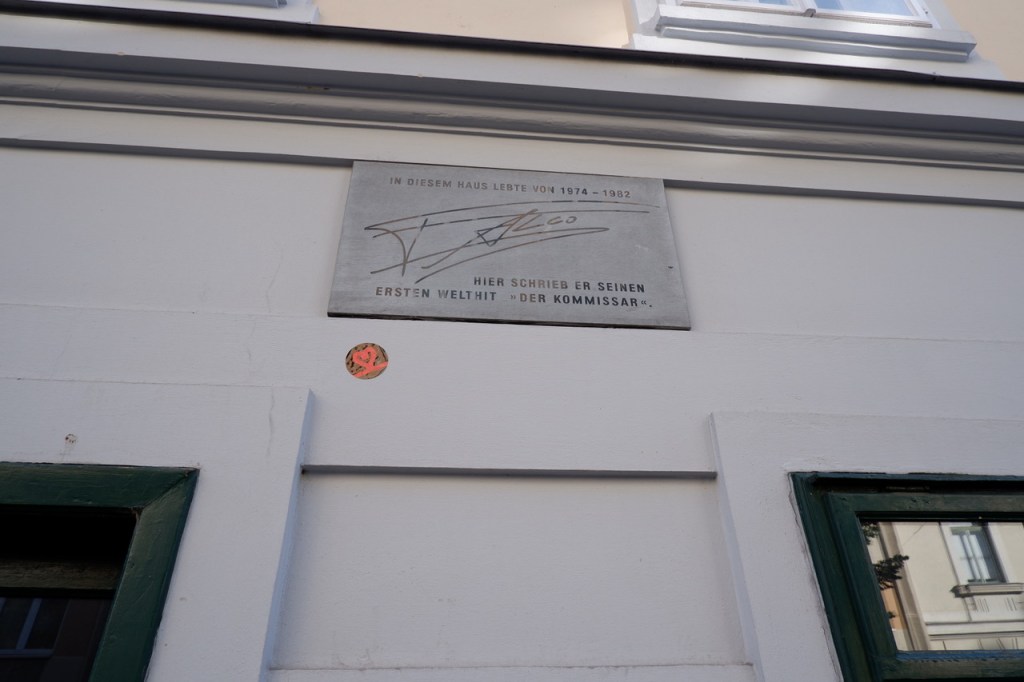 IN DIESEM HAUS LEBTE VON 1974 – 1982
FALCO
HIER SCHRIEB ER SEINEN
ERSTEN WELTHIT »DER KOMMISSAR«.